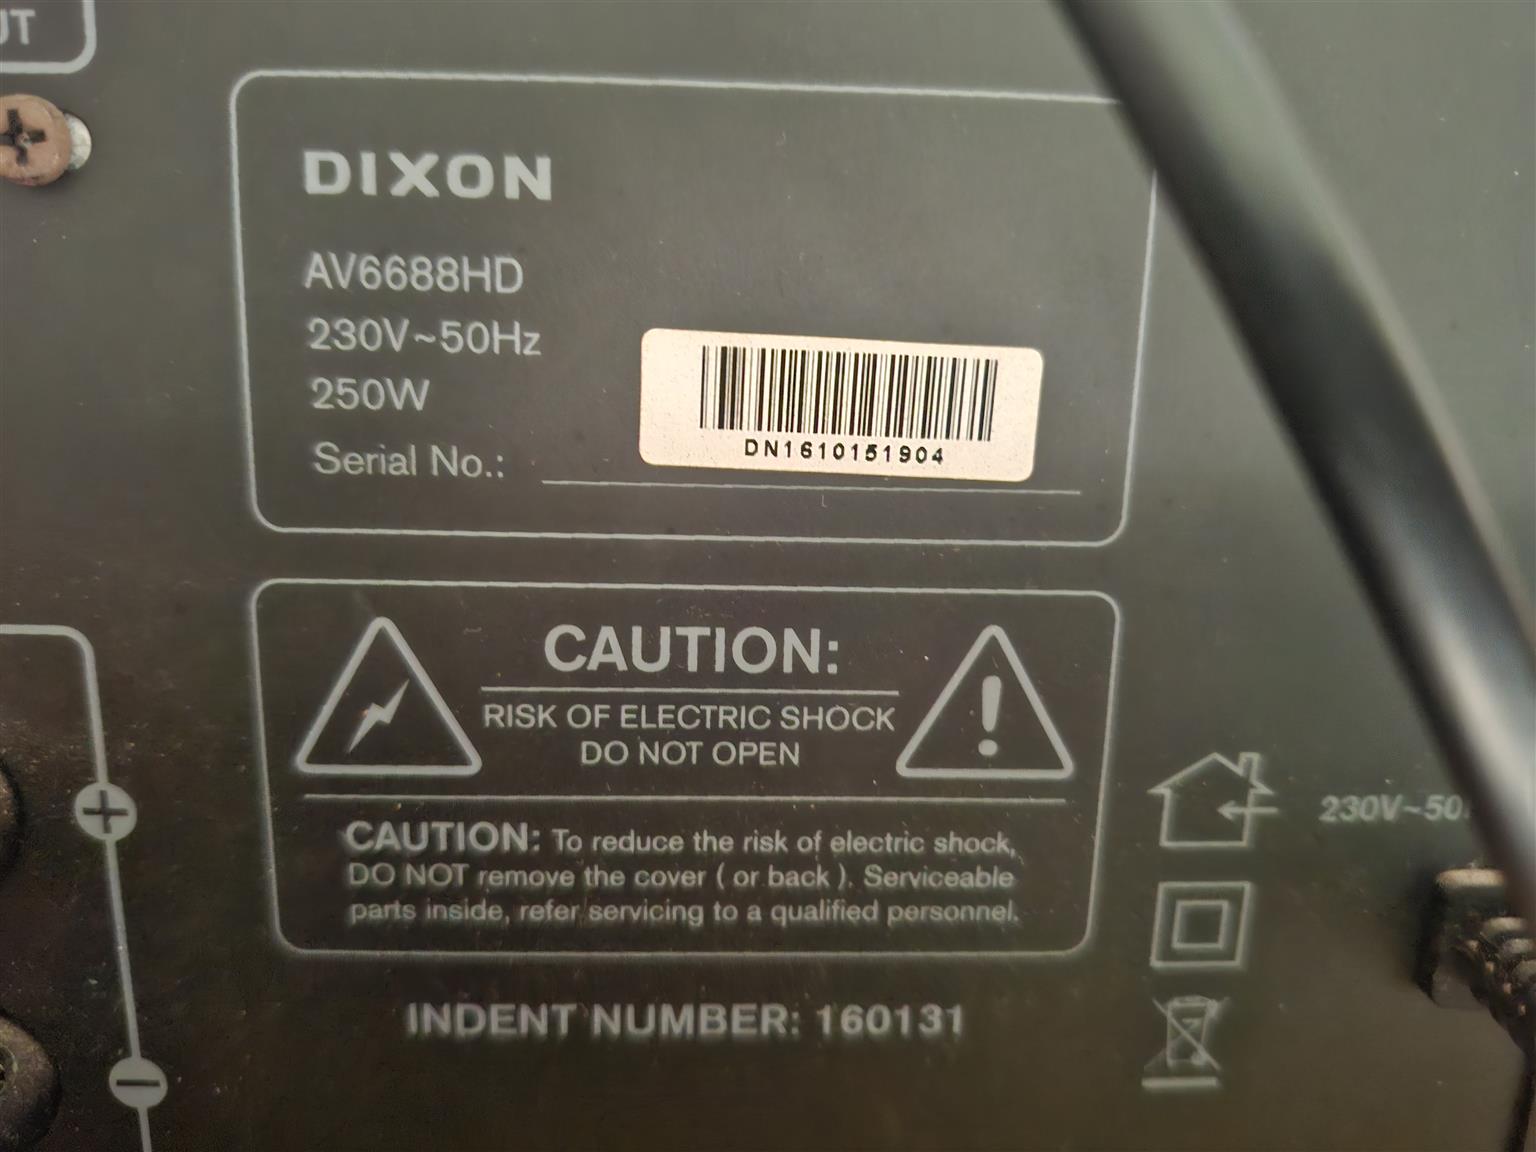 UT
DIXON
AV6688HD
230V~50Hz
250W
Serial No.:
DN1610151904
CAUTION:
RISK OF ELECTRIC SHOCK
DO NOT OPEN
CAUTION: To reduce the risk of electric shock,
DO NOT remove the cover ( or back ). Serviceable
parts inside, refer servicing to a qualified personnel.
230V~50
INDENT NUMBER: 160131